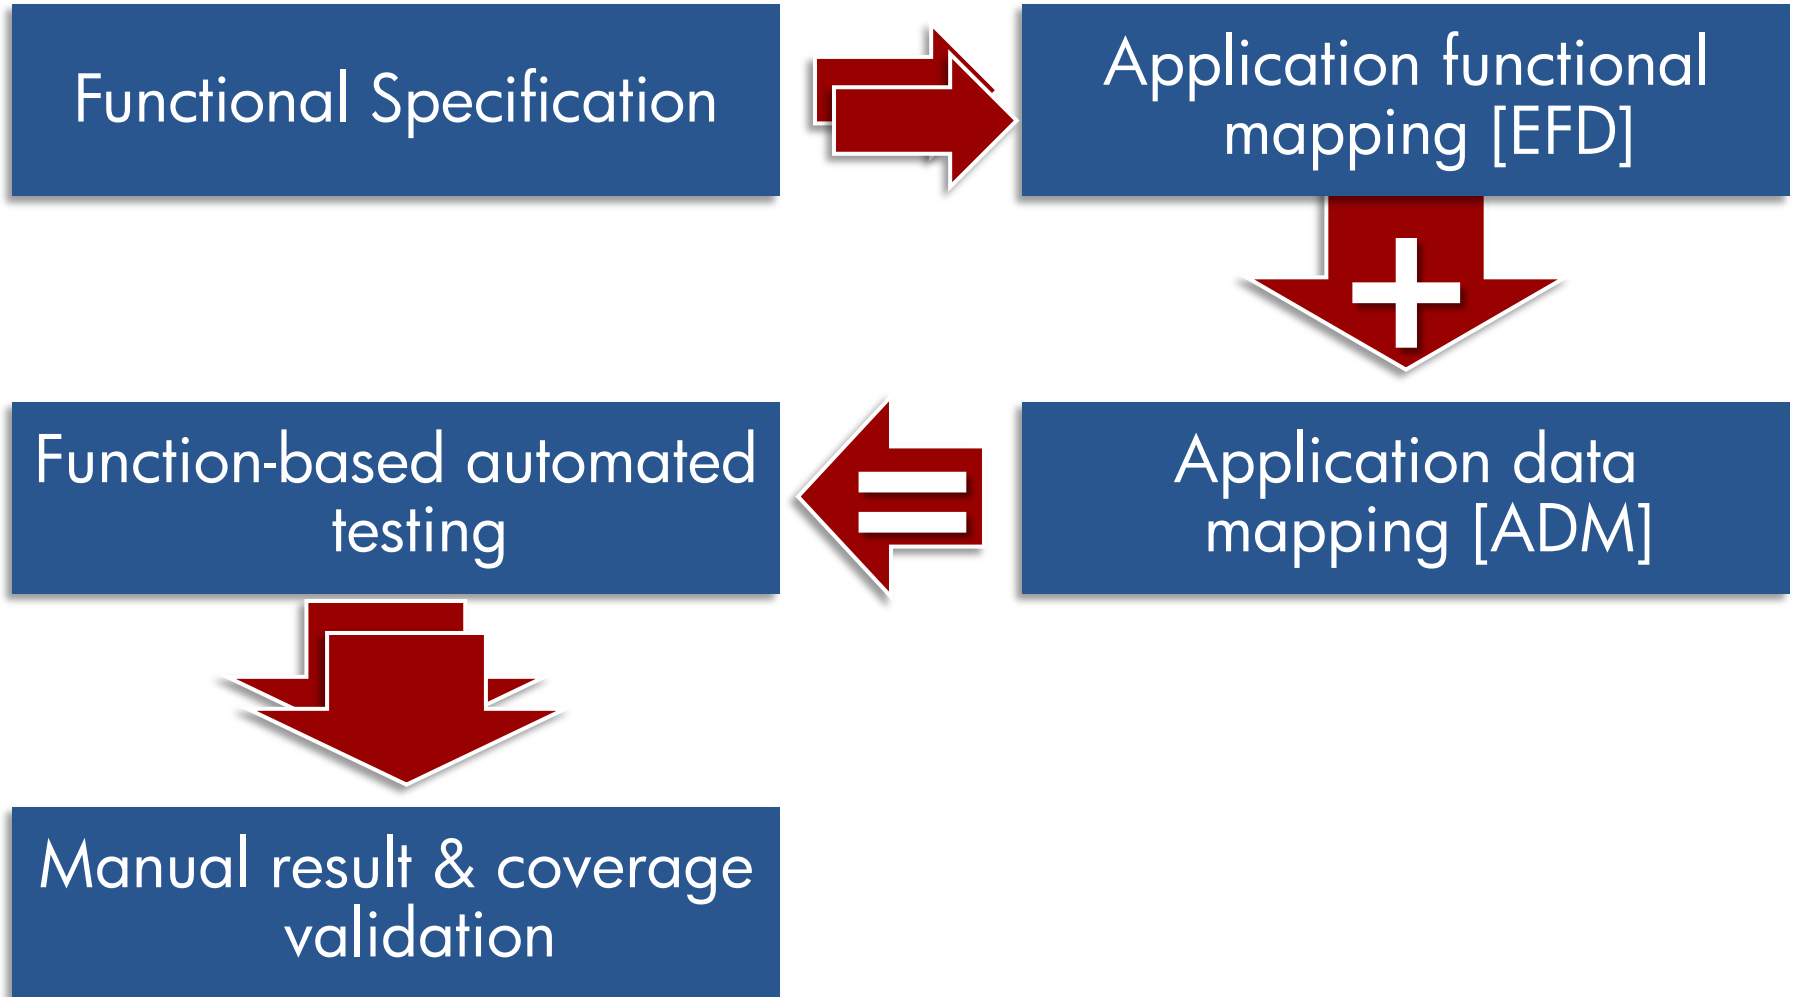 Functional Specification
Application functional
mapping [EFD]
+
Application data
mapping [ADM]
=
Function-based automated
testing
Manual result & coverage
validation